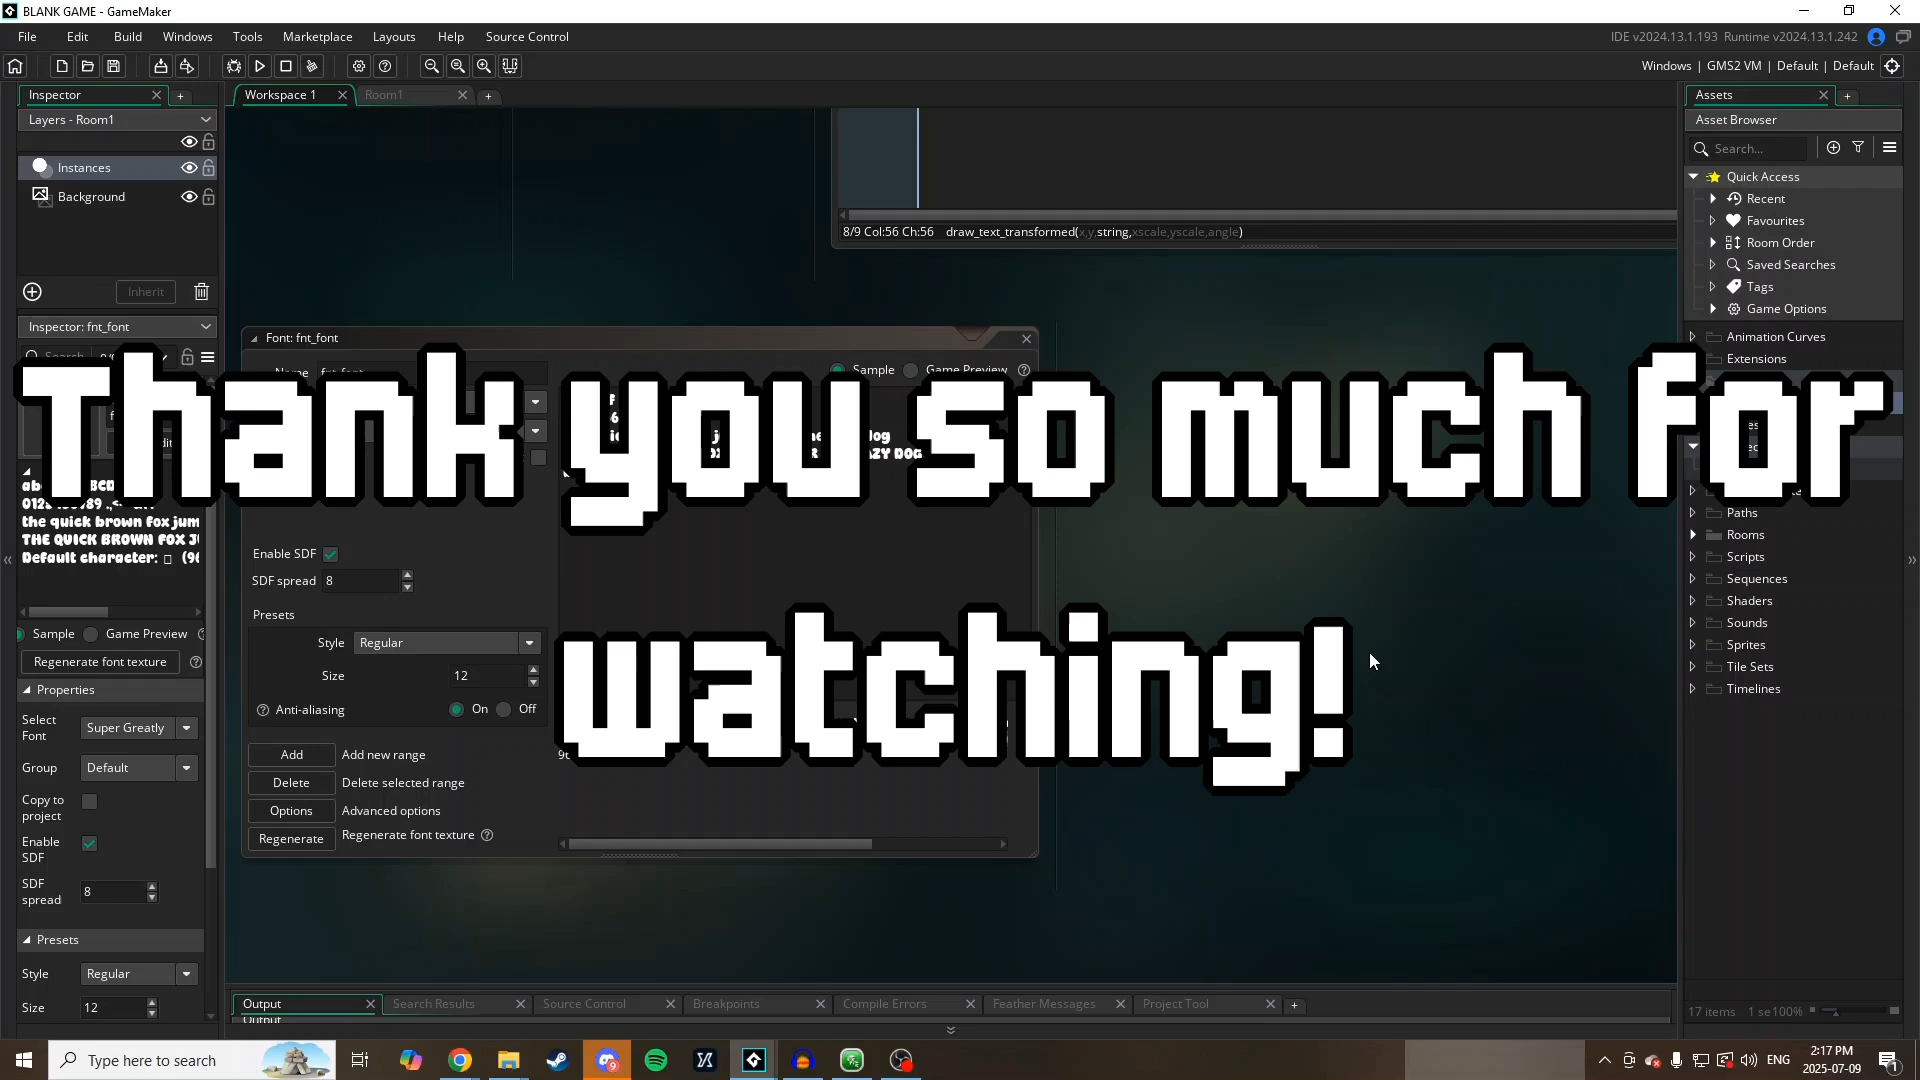 BLANK GAME - GameMaker
File Edit Build Windows Tools Marketplace Layouts Help Source Control
IDE v2024.13.1.193 Runtime v2024.13.1.242
Windows | GMS2 VM | Default | Default
Inspector
Layers - Room1
Instances
Background
Inherit
Inspector: fnt_font
Workspace 1 Room1
8/9 Col:56 Ch:56 draw_text_transformed(x,y,string,xscale,yscale,angle)
Font: fnt_font
Name
Sample Game Preview
Thank you so much for
watching!
the quick brown fox jum
THE QUICK BROWN FOX
Default character:
Sample Game Preview
Regenerate font texture
Properties
Select Font
Super Greatly
Group
Default
Copy to project
Enable SDF
SDF spread
8
Presets
Style
Regular
Size
12
Enable SDF
SDF spread 8
Presets
Style Regular
Size 12
Anti-aliasing On Off
Add Add new range
Delete Delete selected range
Options Advanced options
Regenerate Regenerate font texture
Assets
Asset Browser
Search...
Quick Access
Recent
Favourites
Room Order
Saved Searches
Tags
Game Options
Animation Curves
Extensions
Paths
Rooms
Scripts
Sequences
Shaders
Sounds
Sprites
Tile Sets
Timelines
17 items 1 se100%
Output Search Results Source Control Breakpoints Compile Errors Feather Messages Project Tool
Output
Type here to search
ENG
2:17 PM
2025-07-09